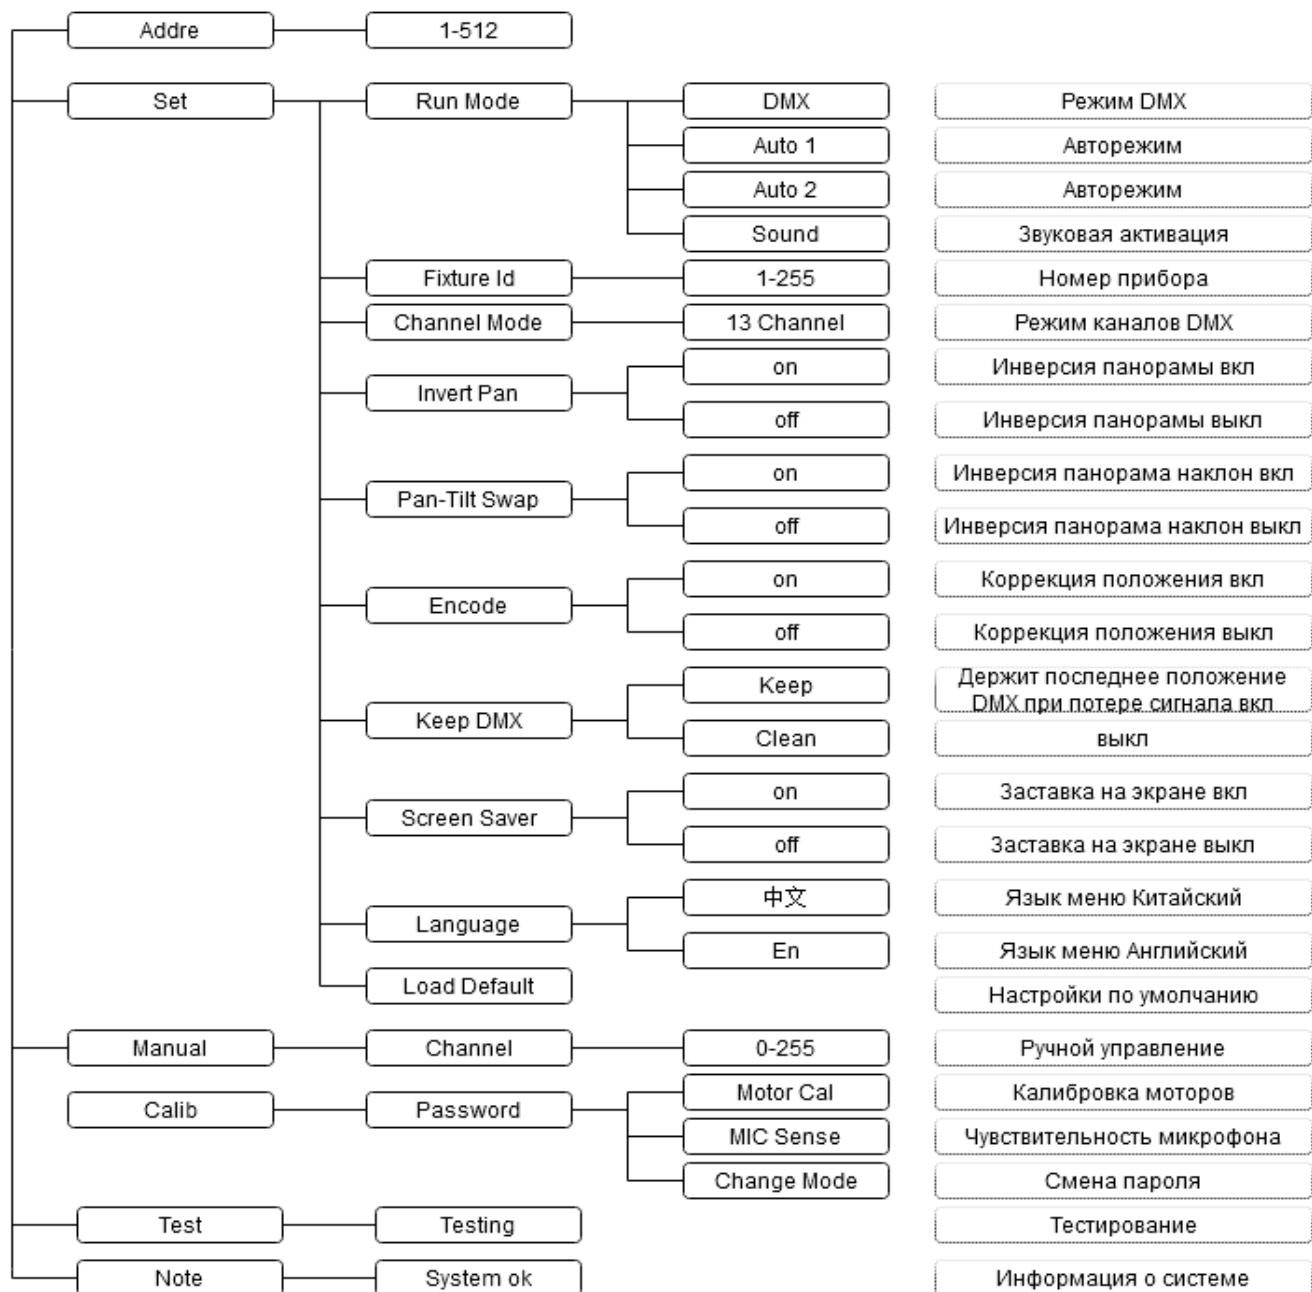 Addre 1-512
Set Run Mode DMX Режим DMX
Auto 1 Авторежим
Auto 2 Авторежим
Sound Звуковая активация
Fixture Id 1-255 Номер прибора
Channel Mode 13 Channel Режим каналов DMX
on Инверсия панорамы вкл
Invert Pan
off Инверсия панорамы выкл
on Инверсия панорама наклон вкл
Pan-Tilt Swap
off Инверсия панорама наклон выкл
on Коррекция положения вкл
Encode
off Коррекция положения выкл
Keep Держит последнее положение
DMX при потере сигнала вкл
Keep DMX
Clean выкл
on Заставка на экране вкл
Screen Saver
off Заставка на экране выкл
中文 Язык меню Китайский
Language
En Язык меню Английский
Load Default Настройки по умолчанию
Manual Channel 0-255 Ручной управление
Motor Cal Калибровка моторов
Calib Password
MIC Sense Чувствительность микрофона
Change Mode Смена пароля
Test Testing Тестирование
Note System ok Информация о системе